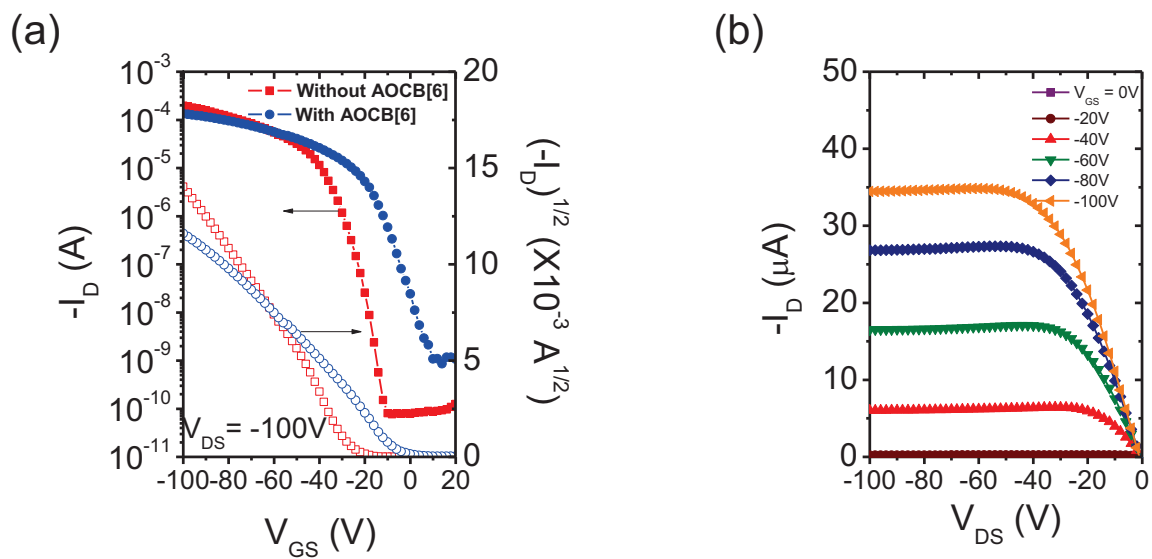 (a)
10^-3
10^-4
10^-5
10^-6
10^-7
10^-8
10^-9
10^-10
10^-11
-I_D (A)
Without AOCB[6]
With AOCB[6]
V_DS = -100V
20
15
10
5
0
(-I_D)^1/2 (X10^-3 A^1/2)
-100 -80 -60 -40 -20 0 20
V_GS (V)
(b)
50
40
30
20
10
0
-I_D (µA)
V_GS = 0V
-20V
-40V
-60V
-80V
-100V
-100 -80 -60 -40 -20 0
V_DS (V)